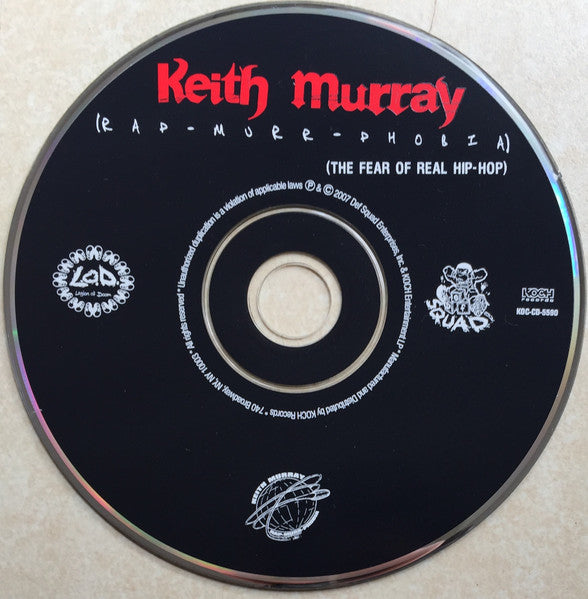 Keith Murray
(RAP-MURR-PHOBIA)
(THE FEAR OF REAL HIP-HOP)
L.O.D
Legion of Doom
SQUAD
KOCH
RECORDS
KOC-CD-5500
Unauthorized duplication is a violation of applicable laws ℗ & © 2007 Def Squad Enterprises, Inc. & KOCH Entertainment LP * Manufactured and Distributed by KOCH Records * 740 Broadway, NY, NY 10003 * All rights reserved *
KEITH MURRAY